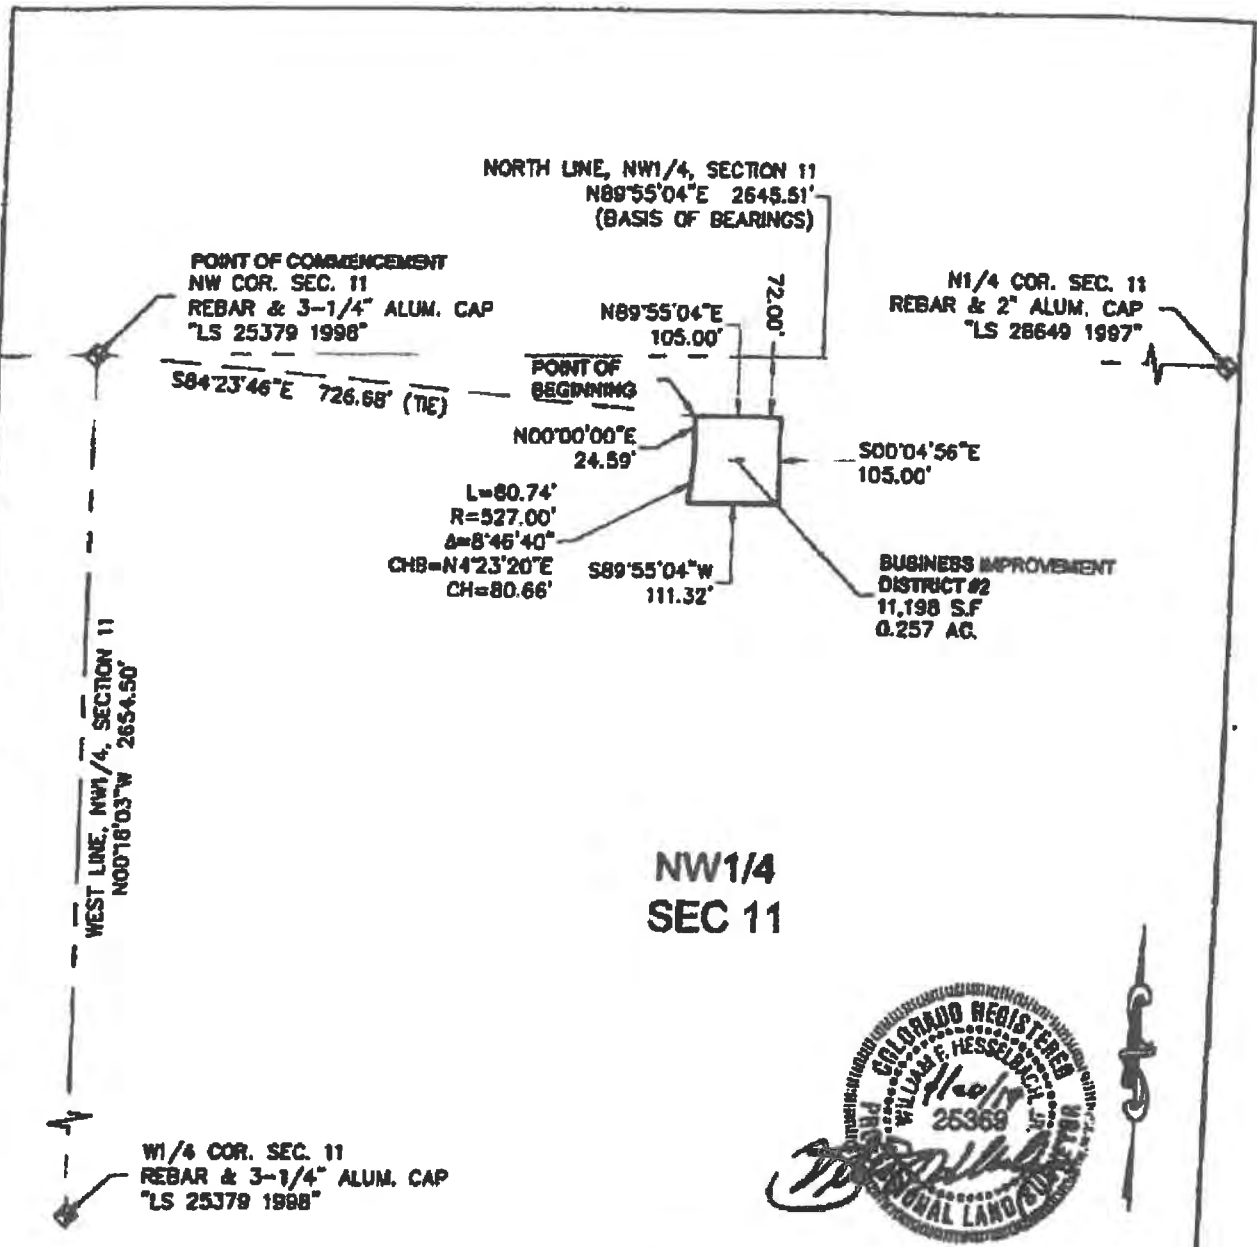 NORTH LINE, NW1/4, SECTION 11
N89°55'04"E 2645.51'
(BASIS OF BEARINGS)
POINT OF COMMENCEMENT
NW COR. SEC. 11
REBAR & 3-1/4" ALUM. CAP
"LS 25379 1998"
N1/4 COR. SEC. 11
REBAR & 2" ALUM. CAP
"LS 28649 1997"
N89°55'04"E
105.00'
72.00'
S84°23'46"E 726.68' (TIE)
POINT OF
BEGINNING
N00°00'00"E
24.59'
S00°04'56"E
105.00'
L=80.74'
R=527.00'
Δ=8°46'40"
CHB=N4°23'20"E
CH=80.66'
S89°55'04"W
111.32'
BUSINESS IMPROVEMENT
DISTRICT #2
11,198 S.F
0.257 AC.
WEST LINE, NW1/4, SECTION 11
N00°18'03"W 2654.50'
NW1/4
SEC 11
W1/4 COR. SEC. 11
REBAR & 3-1/4" ALUM. CAP
"LS 25379 1998"
COLORADO REGISTERED
WILLIAM F. HESSELBACH, JR.
25369
PROFESSIONAL LAND SURVEYOR